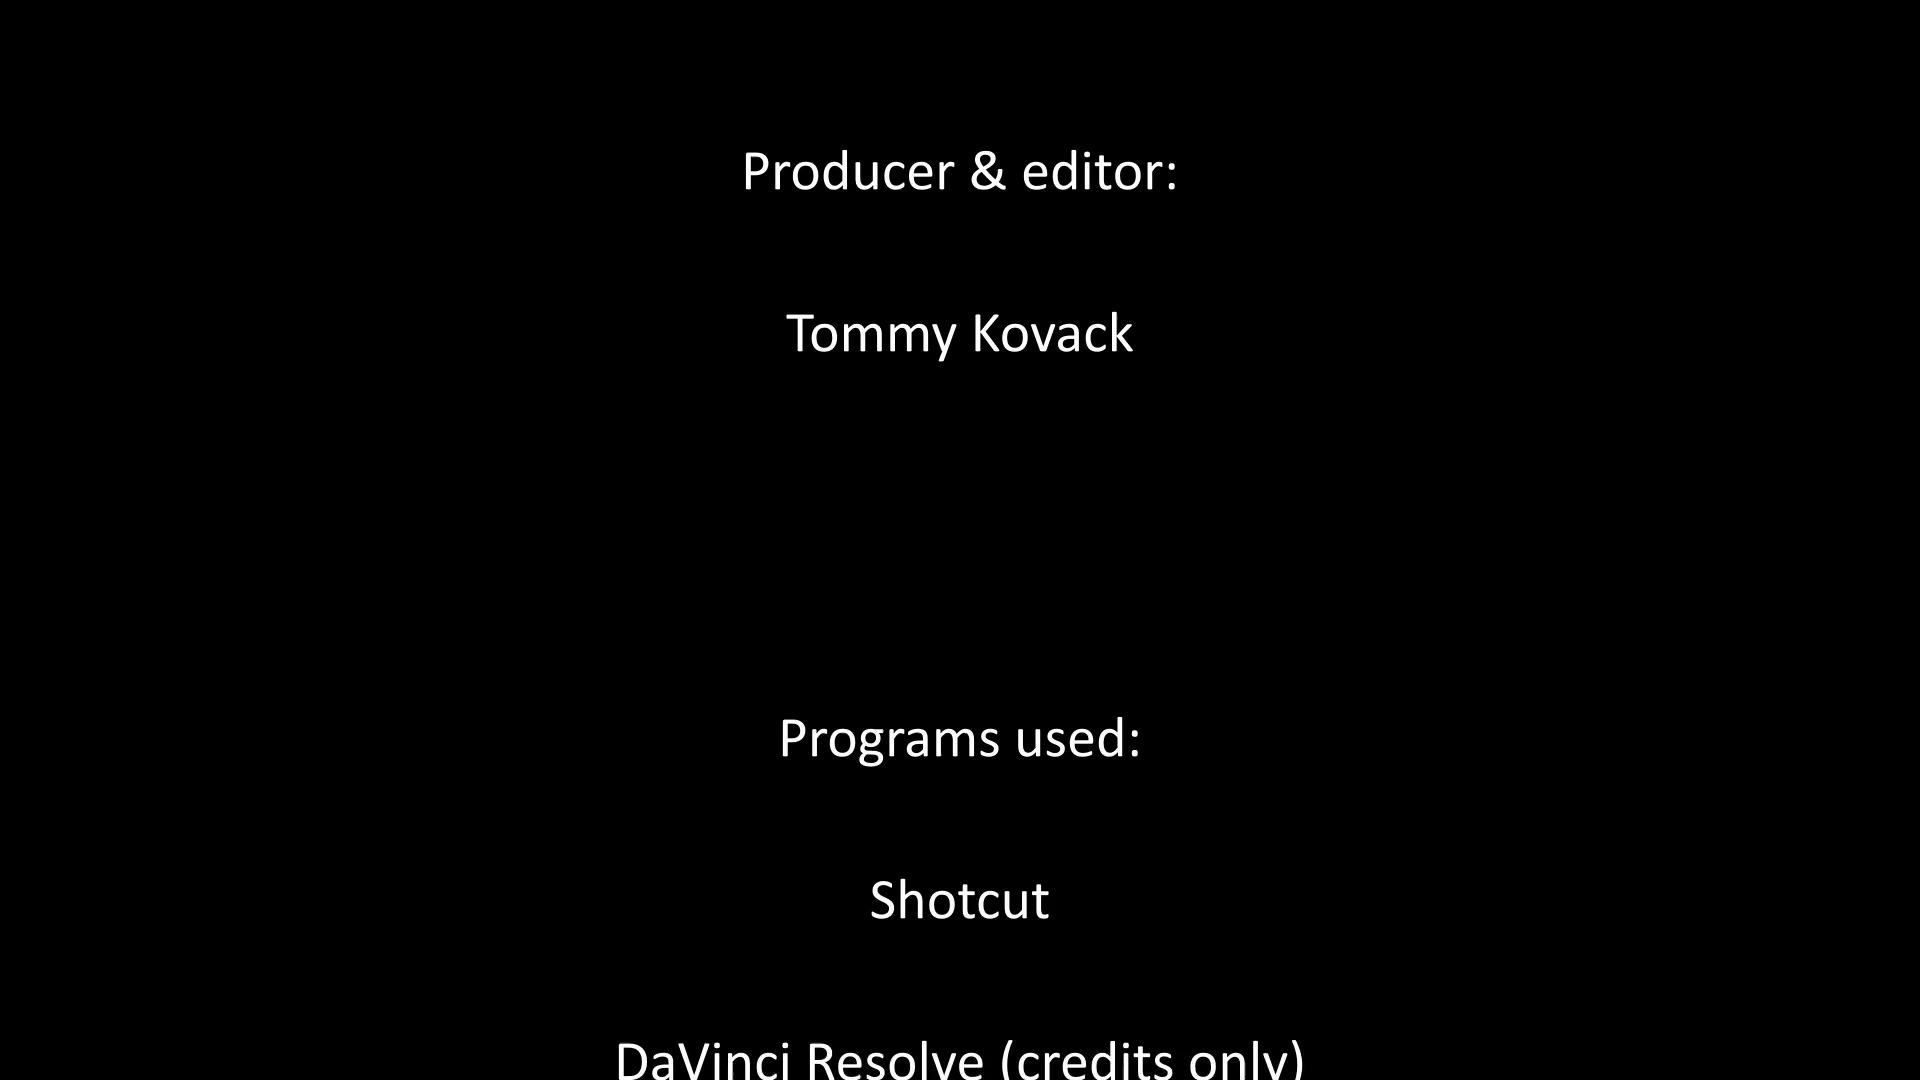 Producer & editor:
Tommy Kovack
Programs used:
Shotcut
DaVinci Resolve (credits only)